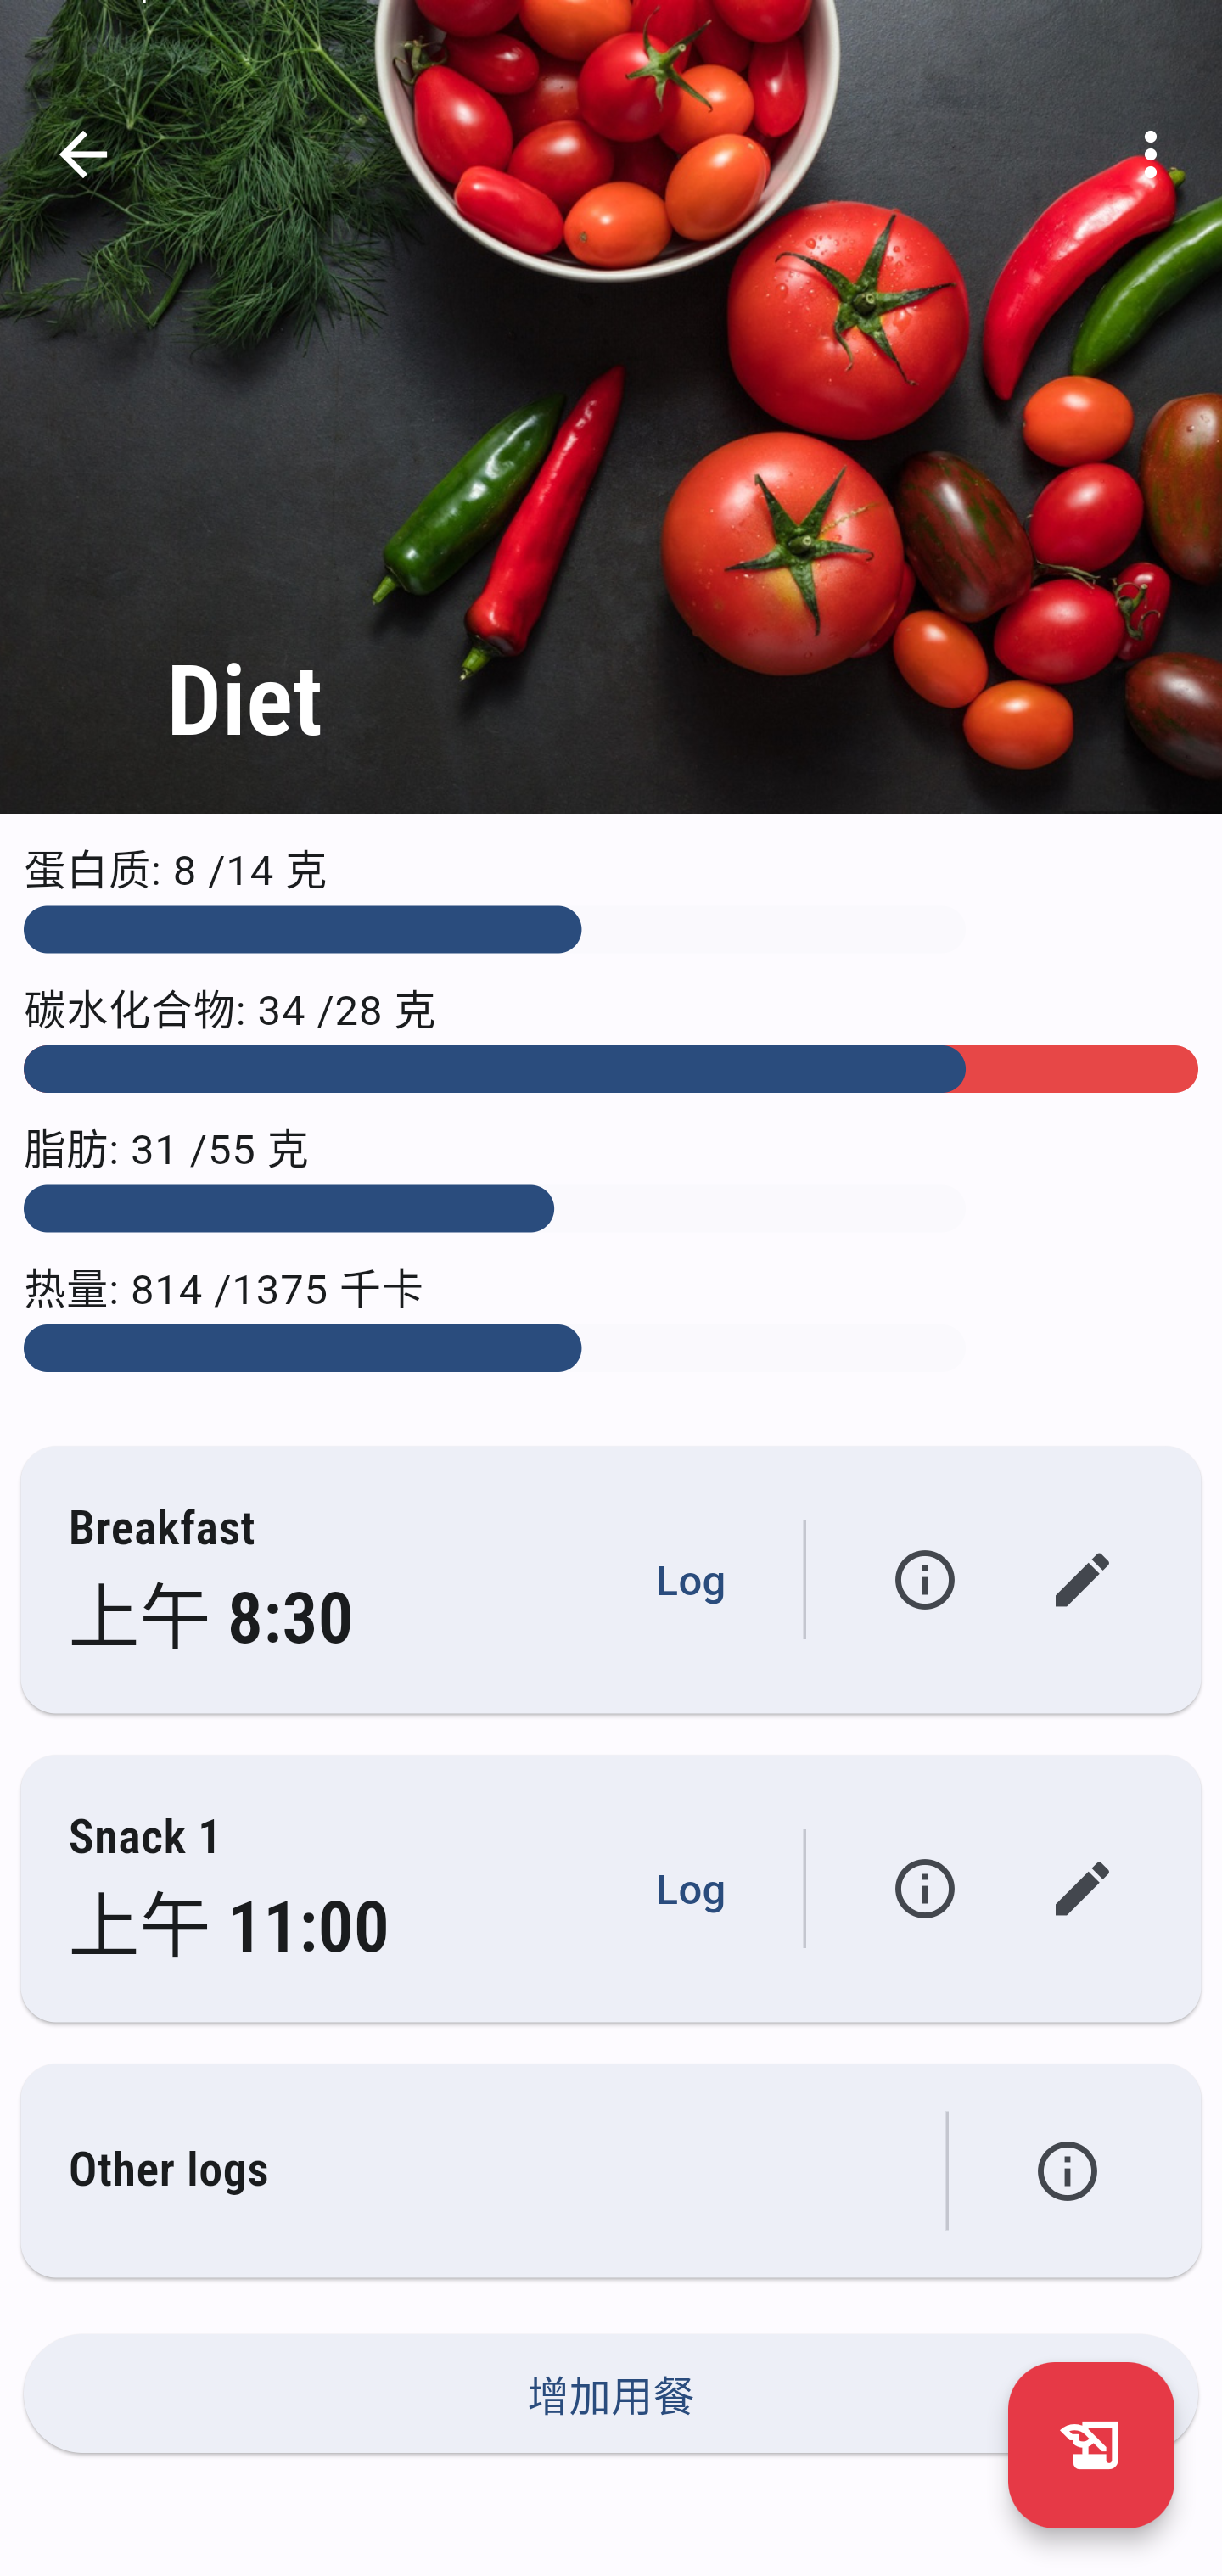 Diet
蛋白质: 8 /14 克
碳水化合物: 34 /28 克
脂肪: 31 /55 克
热量: 814 /1375 千卡
Breakfast
上午 8:30
Log
Snack 1
上午 11:00
Log
Other logs
增加用餐